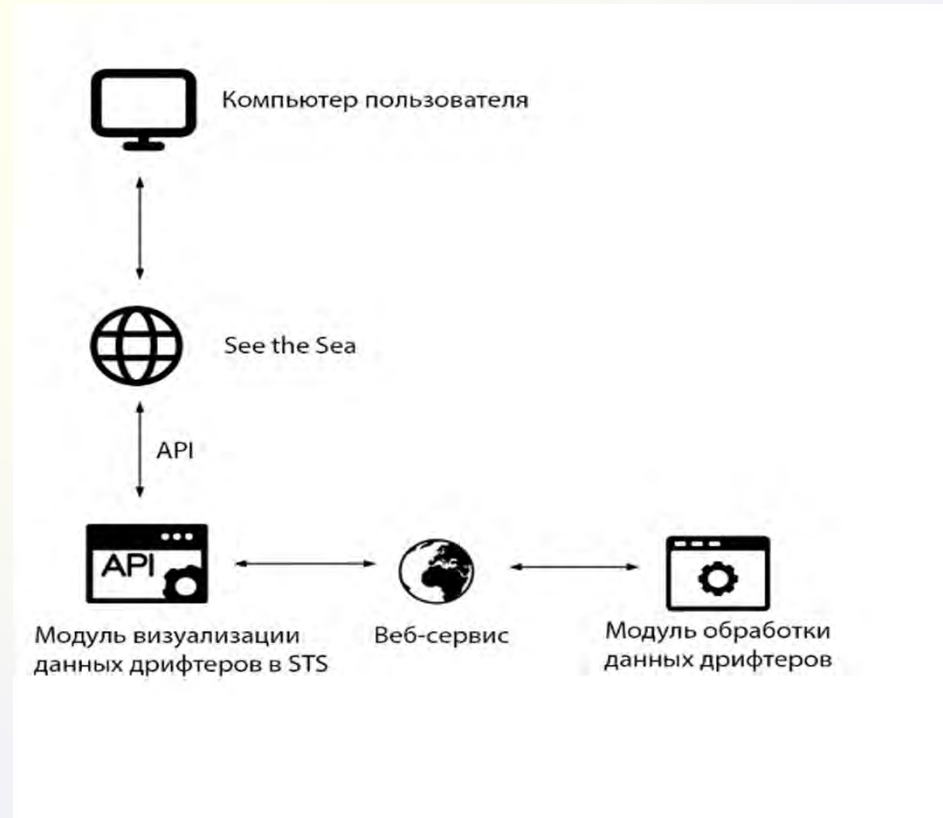 Компьютер пользователя
See the Sea
API
API
Модуль визуализации
данных дрифтеров в STS
Веб-сервис
Модуль обработки
данных дрифтеров